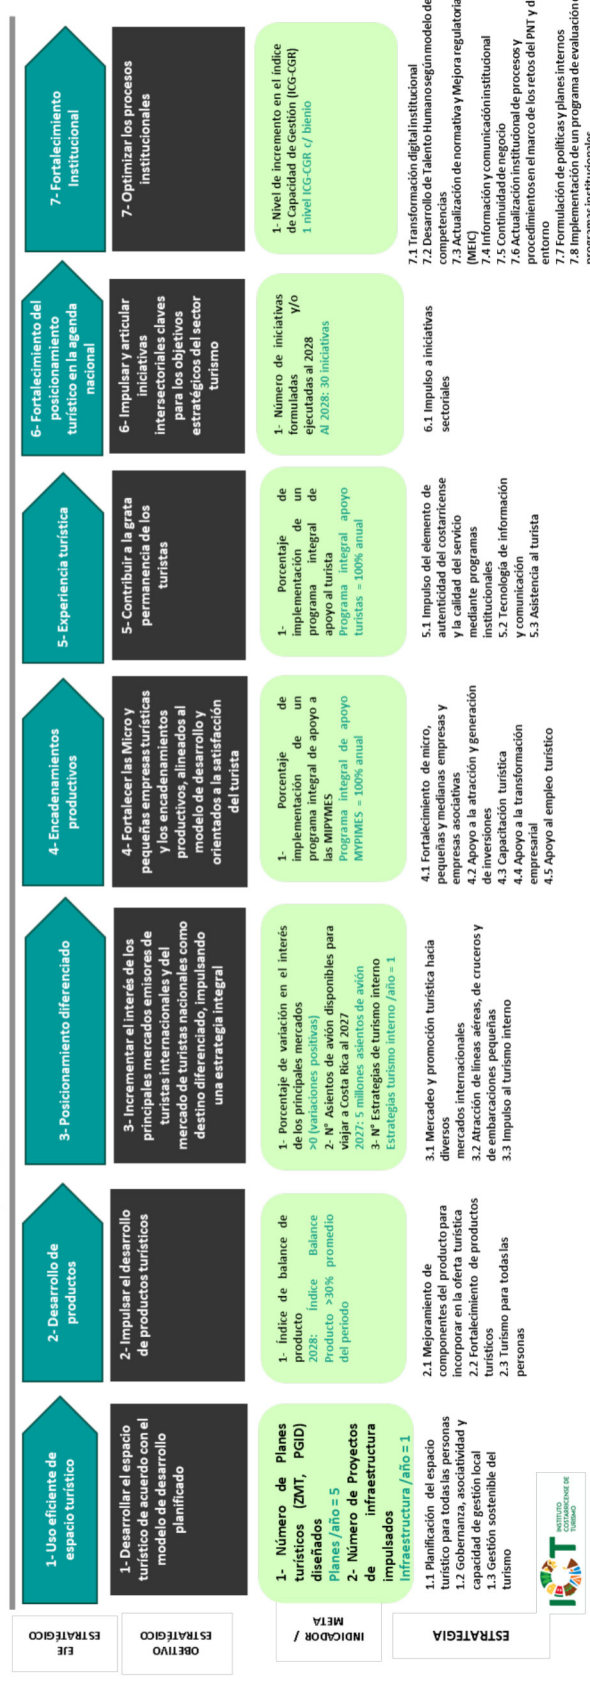 EJE
ESTRATÉGICO
1- Uso eficiente de
espacio turístico
2- Desarrollo de
productos
3- Posicionamiento diferenciado
4- Encadenamientos
productivos
5- Experiencia turística
6- Fortalecimiento del
posicionamiento
turístico en la agenda
nacional
7- Fortalecimiento
Institucional
OBJETIVO
ESTRATÉGICO
1-Desarrollar el espacio
turístico de acuerdo con el
modelo de desarrollo
planificado
2- Impulsar el desarrollo
de productos turísticos
3- Incrementar el interés de los
principales mercados emisores de
turistas internacionales y del
mercado de turistas nacionales como
destino diferenciado, impulsando
una estrategia integral
4- Fortalecer las Micro y
pequeñas empresas turísticas
y los encadenamientos
productivos, alineados al
modelo de desarrollo y
orientados a la satisfacción
del turista
5- Contribuir a la grata
permanencia de los
turistas
6- Impulsar y articular
iniciativas
intersectoriales claves
para los objetivos
estratégicos del sector
turismo
7- Optimizar los procesos
institucionales
INDICADOR /
META
1- Número de Planes
turísticos (ZMT, PGID)
diseñados
Planes /año = 5
2- Número de Proyectos
de infraestructura
impulsados
Infraestructura /año = 1
1- Índice de balance de
producto
2028: Índice Balance
Producto >30% promedio
del periodo
1- Porcentaje de variación en el interés
de los principales mercados
>0 (variaciones positivas)
2- N° Asientos de avión disponibles para
viajar a Costa Rica al 2027
2027: 5 millones asientos de avión
3- N° Estrategias de turismo interno
Estrategias turismo interno /año = 1
1- Porcentaje de
implementación de un
programa integral de apoyo a
las MIPYMES
Programa integral de apoyo
MYPIMES = 100% anual
1- Porcentaje de
implementación de un
programa integral de
apoyo al turista
Programa integral apoyo
turistas = 100% anual
1- Número de iniciativas
formuladas y/o
ejecutadas al 2028
Al 2028: 30 iniciativas
1- Nivel de incremento en el índice
de Capacidad de Gestión (ICG-CGR)
1 nivel ICG-CGR c/ bienio
ESTRATEGIA
1.1 Planificación del espacio
turístico para todas las personas
1.2 Gobernanza, asociatividad y
capacidad de gestión local
1.3 Gestión sostenible del
turismo
2.1 Mejoramiento de
componentes del producto para
incorporar en la oferta turística
2.2 Fortalecimiento de productos
turísticos
2.3 Turismo para todas las
personas
3.1 Mercadeo y promoción turística hacia
diversos
mercados internacionales
3.2 Atracción de líneas aéreas, de cruceros y
de embarcaciones pequeñas
3.3 Impulso al turismo interno
4.1 Fortalecimiento de micro,
pequeñas y medianas empresas y
empresas asociativas
4.2 Apoyo a la atracción y generación
de inversiones
4.3 Capacitación turística
4.4 Apoyo a la transformación
empresarial
4.5 Apoyo al empleo turístico
5.1 Impulso del elemento de
autenticidad del costarricense
y la calidad del servicio
mediante programas
institucionales
5.2 Tecnología de información
y comunicación
5.3 Asistencia al turista
6.1 Impulso a iniciativas
sectoriales
7.1 Transformación digital institucional
7.2 Desarrollo de Talento Humano según modelo de
competencias
7.3 Actualización de normativa y Mejora regulatoria
(MEIC)
7.4 Información y comunicación institucional
7.5 Continuidad de negocio
7.6 Actualización institucional de procesos y
procedimientos en el marco de los retos del PNT y d
entorno
7.7 Formulación de políticas y planes internos
7.8 Implementación de un programa de evaluación
programas institucionales
ICT
INSTITUTO
COSTARRICENSE DE
TURISMO